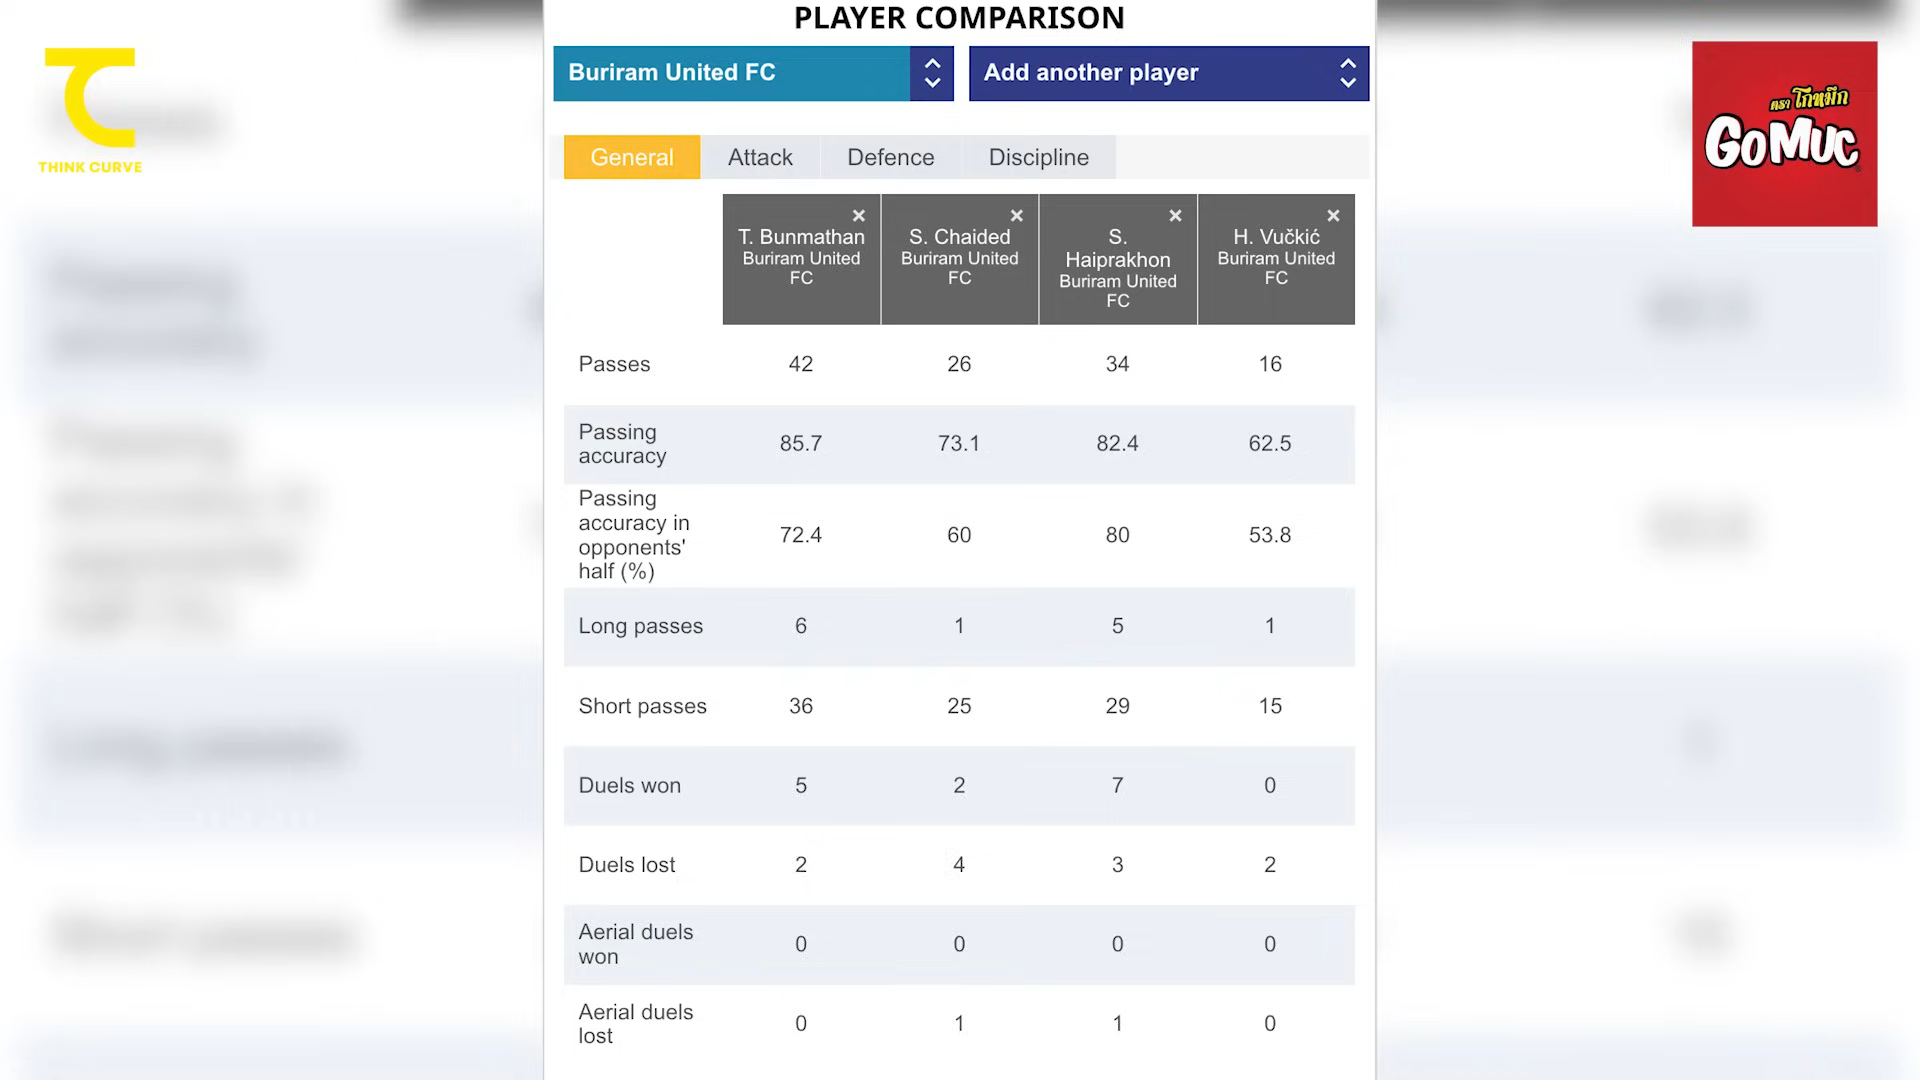 PLAYER COMPARISON
THINK CURVE
ตรา โกหมึก
GOMUC
Buriram United FC
Add another player
General Attack Defence Discipline
T. Bunmathan
Buriram United
FC
S. Chaided
Buriram United
FC
S.
Haiprakhon
Buriram United
FC
H. Vučkić
Buriram United
FC
Passes 42 26 34 16
Passing
accuracy 85.7 73.1 82.4 62.5
Passing
accuracy in
opponents'
half (%) 72.4 60 80 53.8
Long passes 6 1 5 1
Short passes 36 25 29 15
Duels won 5 2 7 0
Duels lost 2 4 3 2
Aerial duels
won 0 0 0 0
Aerial duels
lost 0 1 1 0